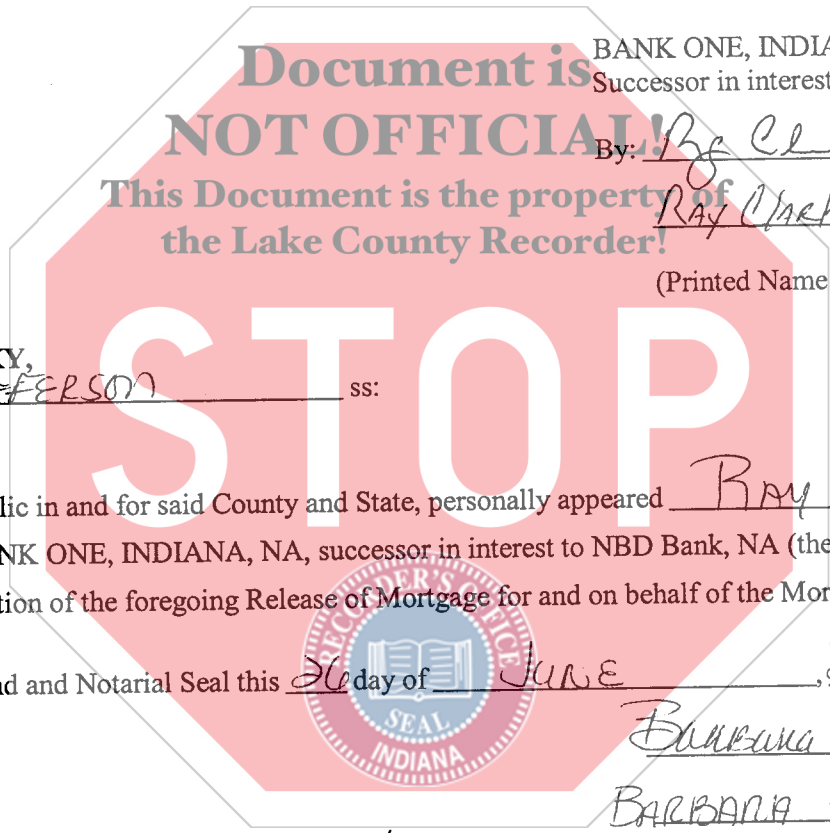 BANK ONE, INDIA
Document is
Successor in interest
NOT OFFICIAL!
By:
This Document is the property of
RAY CLARK
the Lake County Recorder!
(Printed Name
STOP
KY,
FERSON ss:
lic in and for said County and State, personally appeared RAY
NK ONE, INDIANA, NA, successor in interest to NBD Bank, NA (the
tion of the foregoing Release of Mortgage for and on behalf of the Mor
nd and Notarial Seal this 26 day of JUNE ,
RECORDER'S OFFICE
SEAL
INDIANA
Barbara
BARBARA